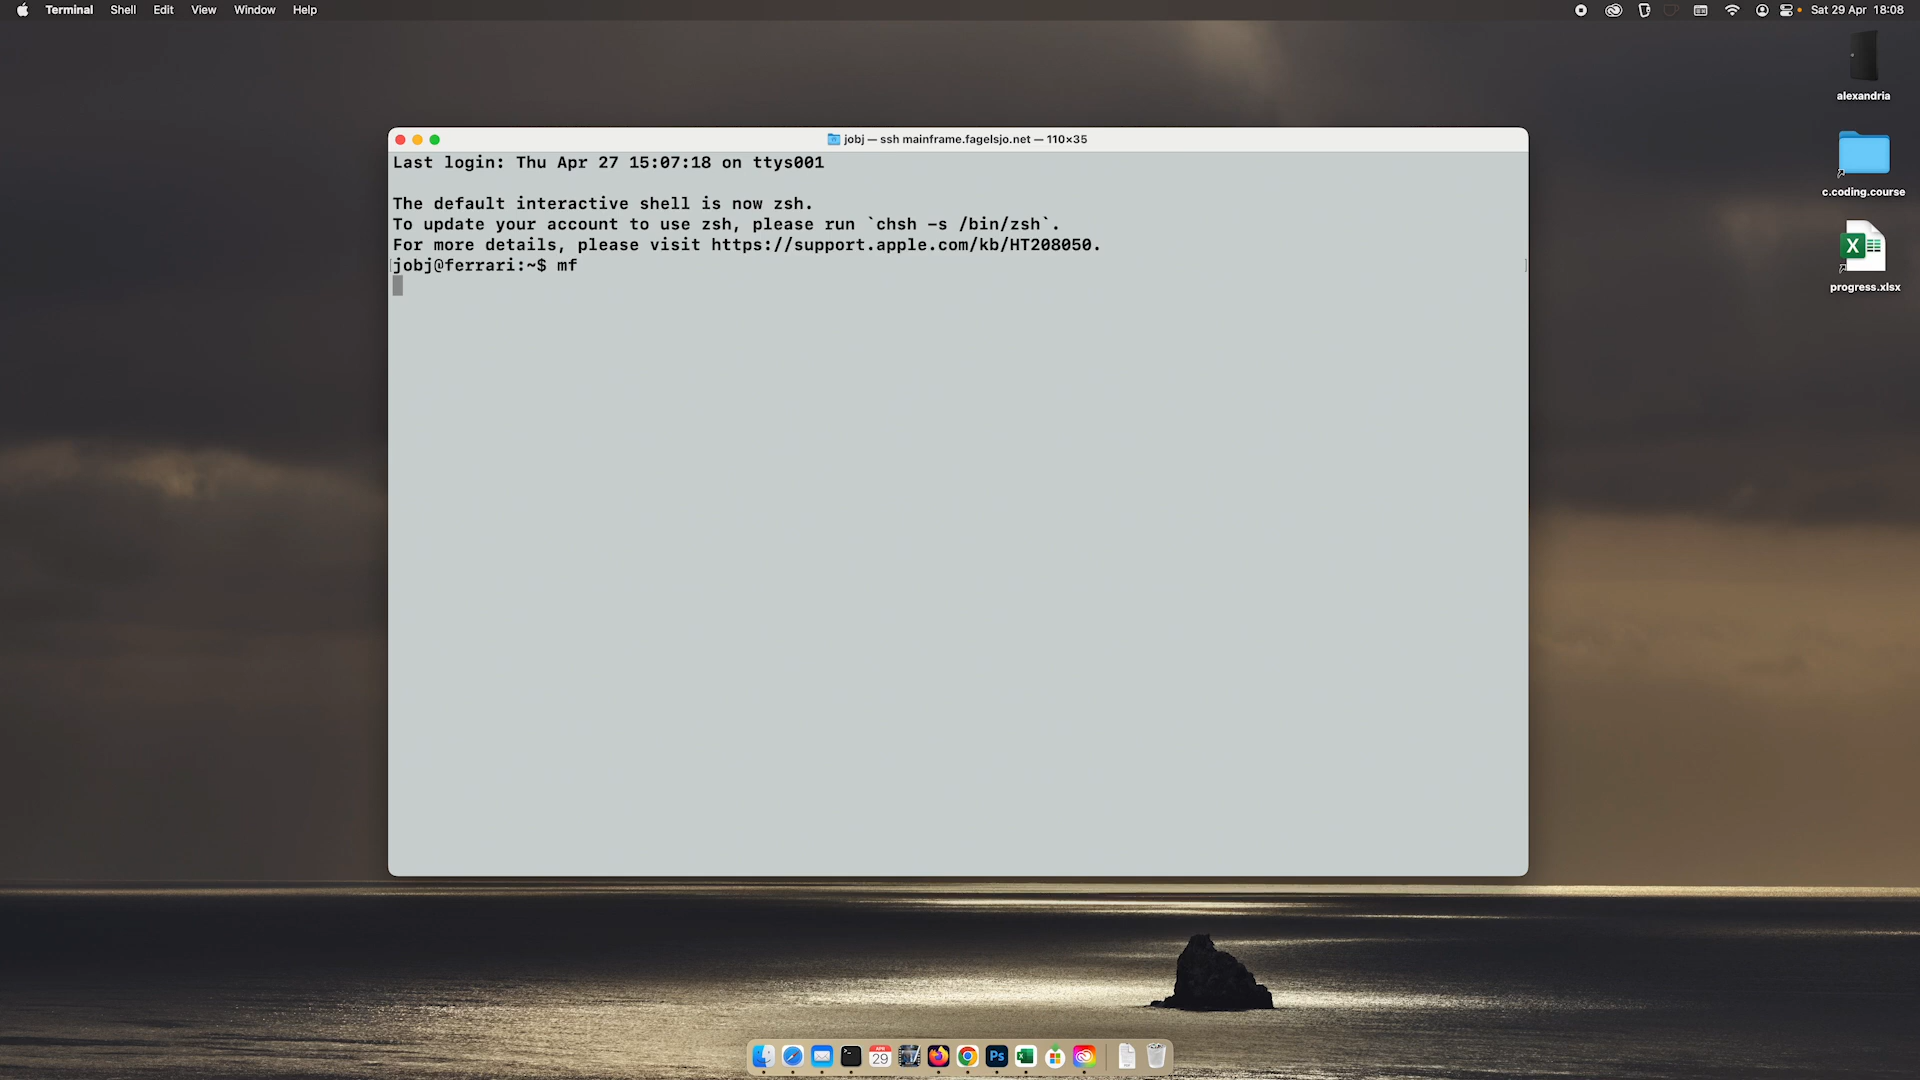 Terminal Shell Edit View Window Help
Sat 29 Apr 18:08
alexandria
c.coding.course
progress.xlsx
jobj — ssh mainframe.fagelsjo.net — 110×35
Last login: Thu Apr 27 15:07:18 on ttys001
The default interactive shell is now zsh.
To update your account to use zsh, please run `chsh -s /bin/zsh`.
For more details, please visit https://support.apple.com/kb/HT208050.
jobj@ferrari:~$ mf
APR
29
Ps